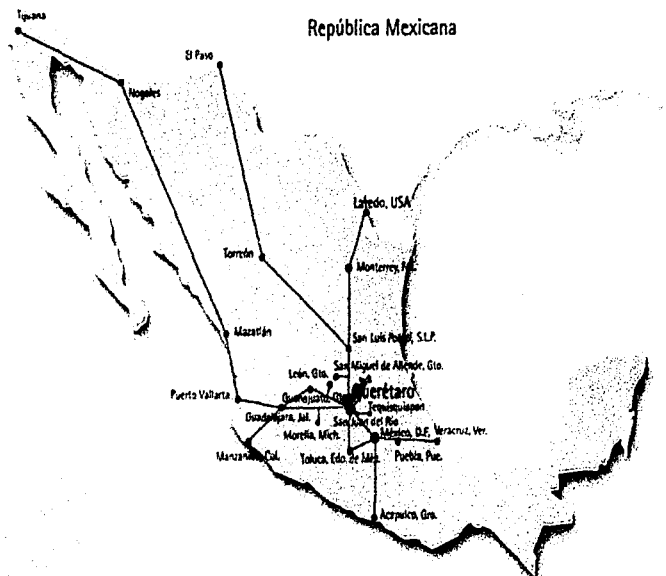 Tijuana
República Mexicana
El Paso
Nogales
Laredo, USA
Torreón
Monterrey,
Mazatlán
San Luis Potosí, S.L.P.
León, Gto.
San Miguel de Allende, Gto.
Puerto Vallarta
Guanajuato,
Querétaro
Tequisquiapan
Guadalajara, Jal.
San Juan del Río
Morelia, Mich.
México, D.F.
Veracruz, Ver.
Manzanillo, Col.
Toluca, Edo. de Mex.
Puebla, Pue.
Acapulco, Gro.